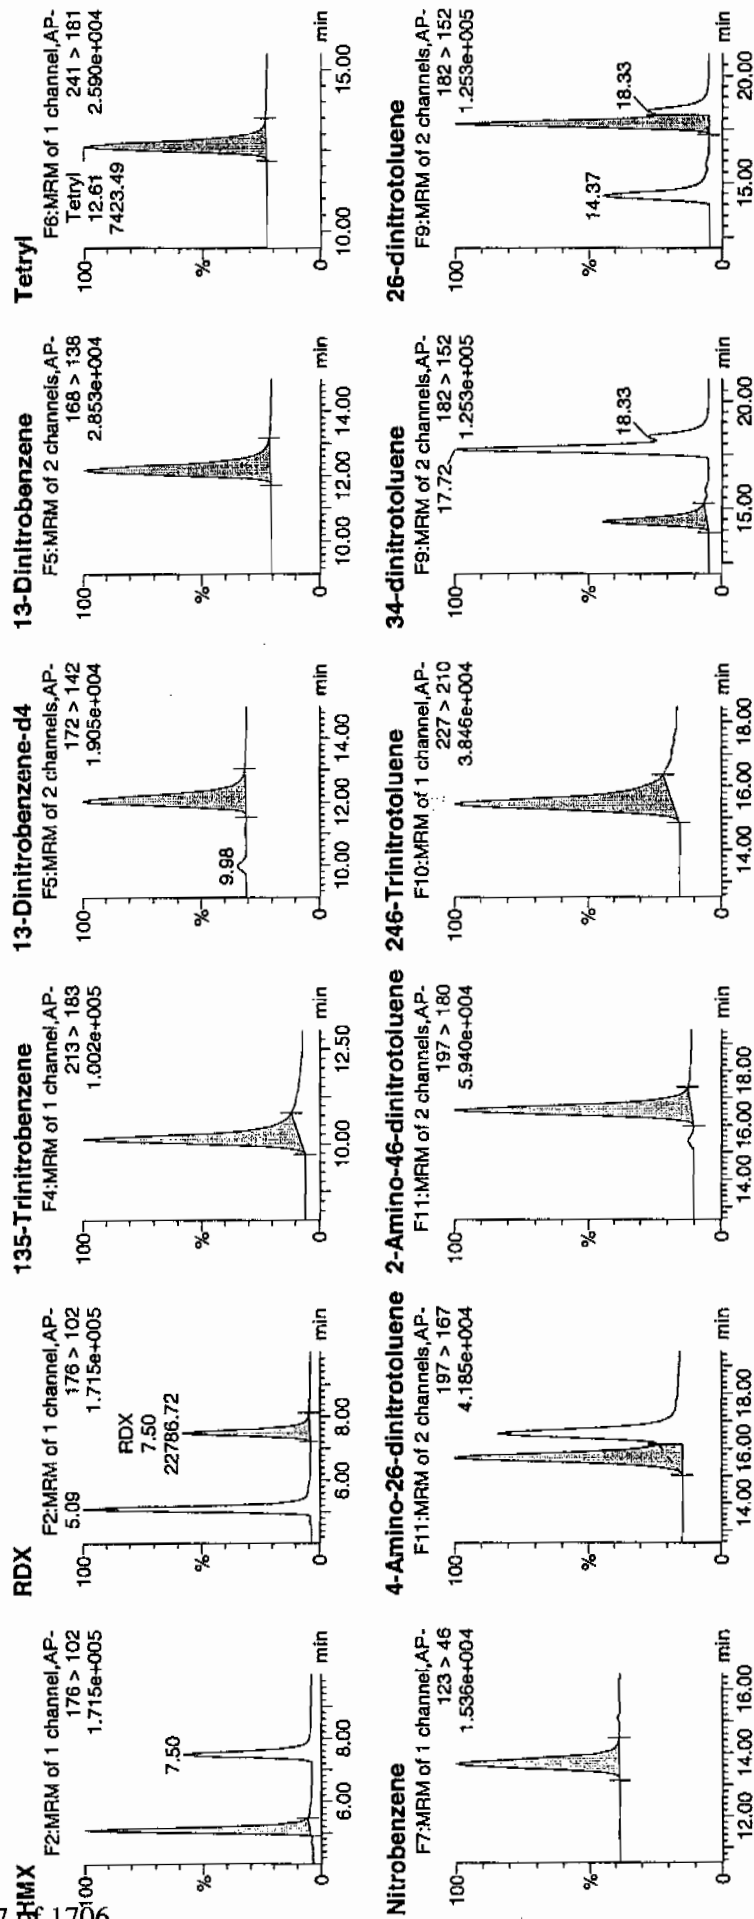 HMX
F2:MRM of 1 channel,AP-
176 > 102
1.715e+005
100
7.50
%
0
6.00 8.00 min
RDX
F2:MRM of 1 channel,AP-
176 > 102
1.715e+005
100
5.09
RDX
7.50
22786.72
%
0
6.00 8.00 min
135-Trinitrobenzene
F4:MRM of 1 channel,AP-
213 > 183
1.002e+005
100
%
0
10.00 12.50 min
13-Dinitrobenzene-d4
F5:MRM of 2 channels,AP-
172 > 142
1.905e+004
100
9.98
%
0
10.00 12.00 14.00 min
13-Dinitrobenzene
F5:MRM of 2 channels,AP-
168 > 138
2.853e+004
100
%
0
10.00 12.00 14.00 min
Tetryl
F6:MRM of 1 channel,AP-
241 > 181
2.590e+004
100
Tetryl
12.61
7423.49
%
0
10.00 15.00 min
Nitrobenzene
F7:MRM of 1 channel,AP-
123 > 46
1.536e+004
100
%
0
12.00 14.00 16.00 min
4-Amino-26-dinitrotoluene
F11:MRM of 2 channels,AP-
197 > 167
4.185e+004
100
%
0
14.00 16.00 18.00 min
2-Amino-46-dinitrotoluene
F11:MRM of 2 channels,AP-
197 > 180
5.940e+004
100
%
0
14.00 16.00 18.00 min
246-Trinitrotoluene
F10:MRM of 1 channel,AP-
227 > 210
3.846e+004
100
%
0
14.00 16.00 18.00 min
34-dinitrotoluene
F9:MRM of 2 channels,AP-
182 > 152
1.253e+005
100
17.72
18.33
%
0
15.00 20.00 min
26-dinitrotoluene
F9:MRM of 2 channels,AP-
182 > 152
1.253e+005
100
14.37
18.33
%
0
15.00 20.00 min
1706